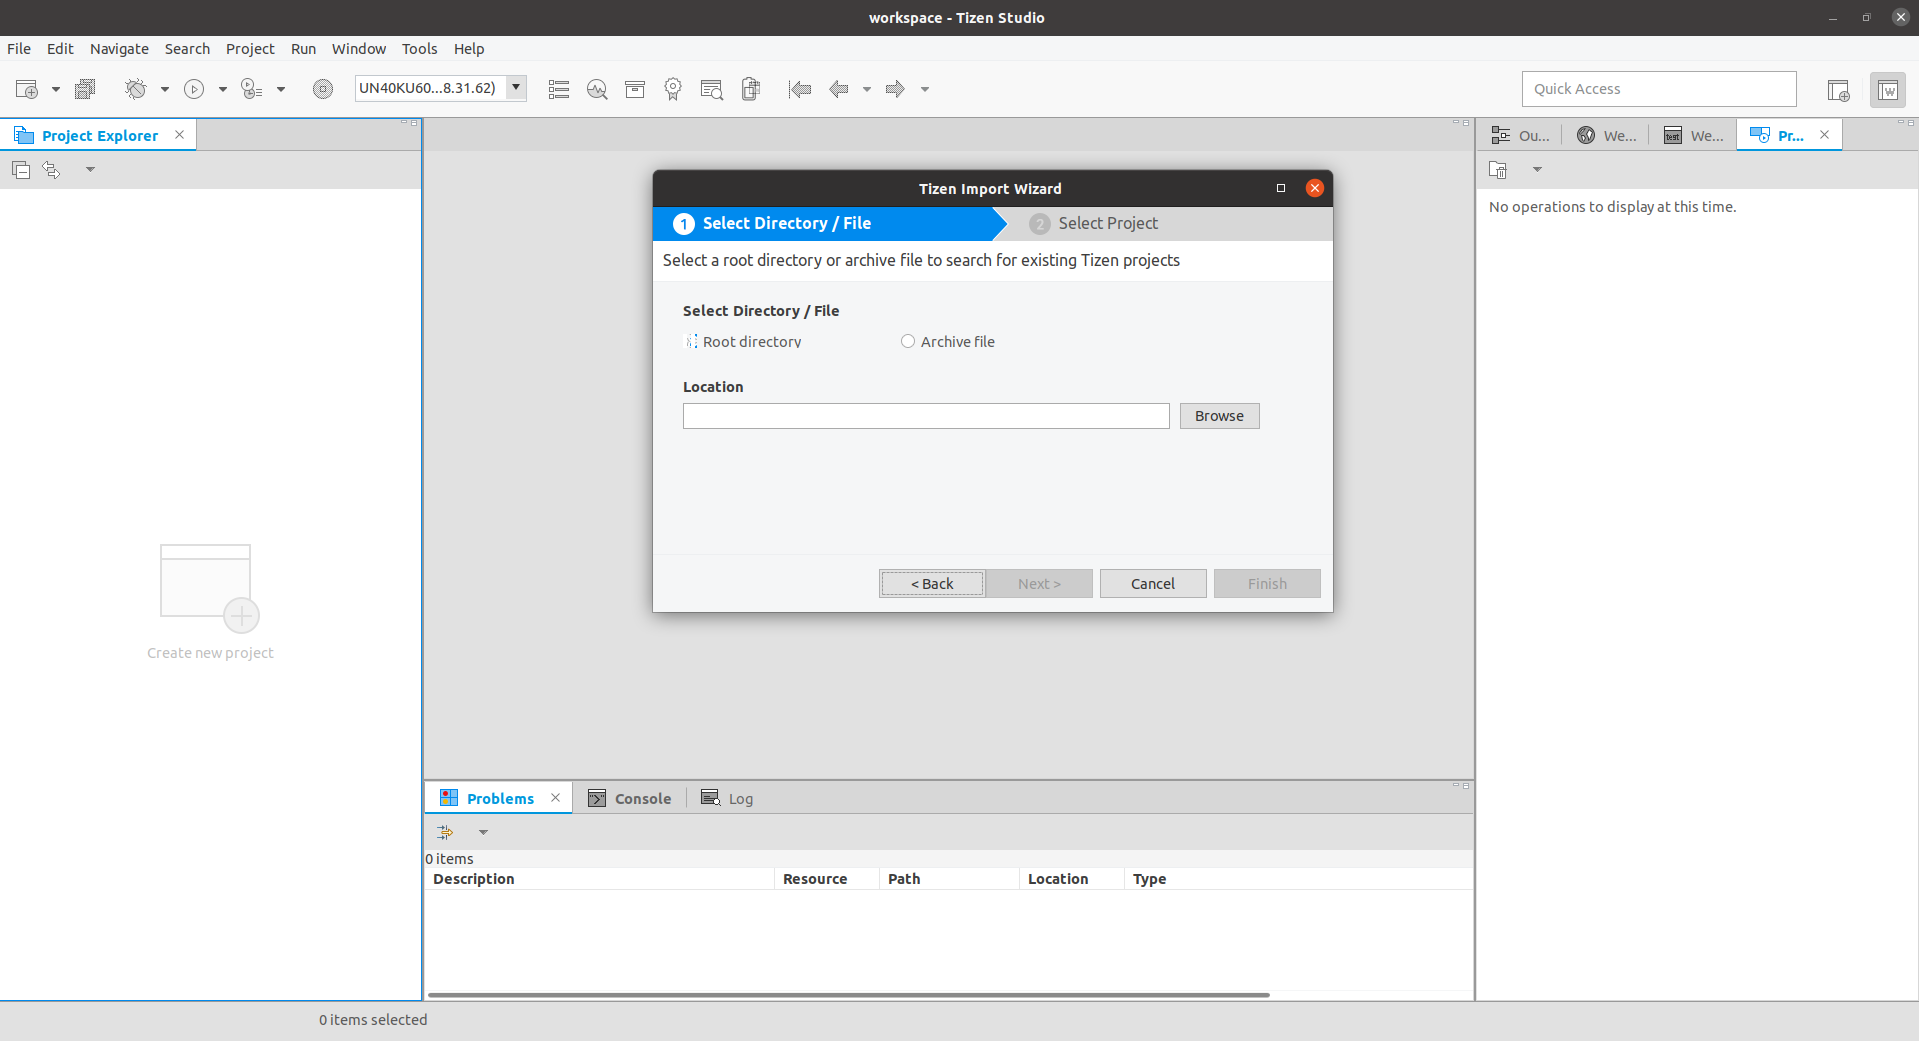 workspace - Tizen Studio
File Edit Navigate Search Project Run Window Tools Help
UN40KU60...8.31.62)
Quick Access
Project Explorer
Create new project
Tizen Import Wizard
1 Select Directory / File
2 Select Project
Select a root directory or archive file to search for existing Tizen projects
Select Directory / File
Root directory
Archive file
Location
Browse
< Back
Next >
Cancel
Finish
Ou...
We...
test
We...
Pr...
No operations to display at this time.
Problems
Console
Log
0 items
Description Resource Path Location Type
0 items selected